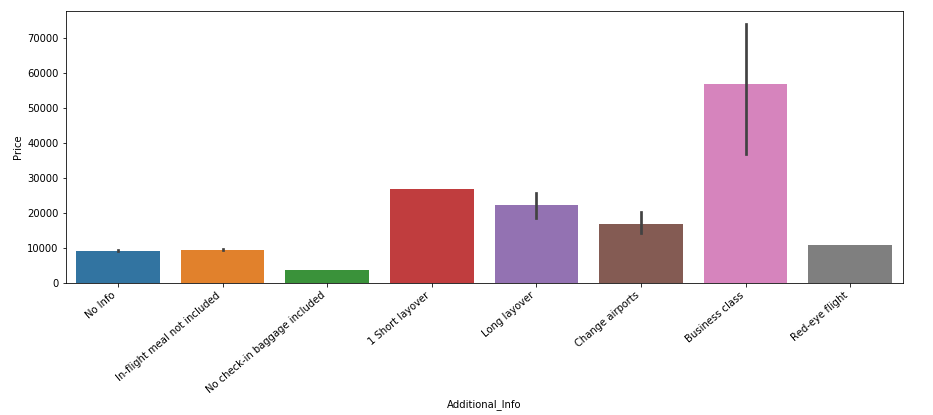 70000
60000
50000
40000
30000
20000
10000
0
Price
No Info
In-flight meal not included
No check-in baggage included
1 Short layover
Long layover
Change airports
Business class
Red-eye flight
Additional_Info